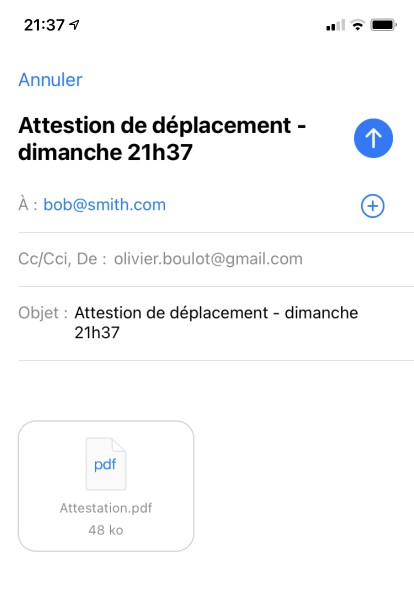 21:37
Annuler
Attestion de déplacement -
dimanche 21h37
À : bob@smith.com
Cc/Cci, De : olivier.boulot@gmail.com
Objet : Attestion de déplacement - dimanche
21h37
pdf
Attestation.pdf
48 ko